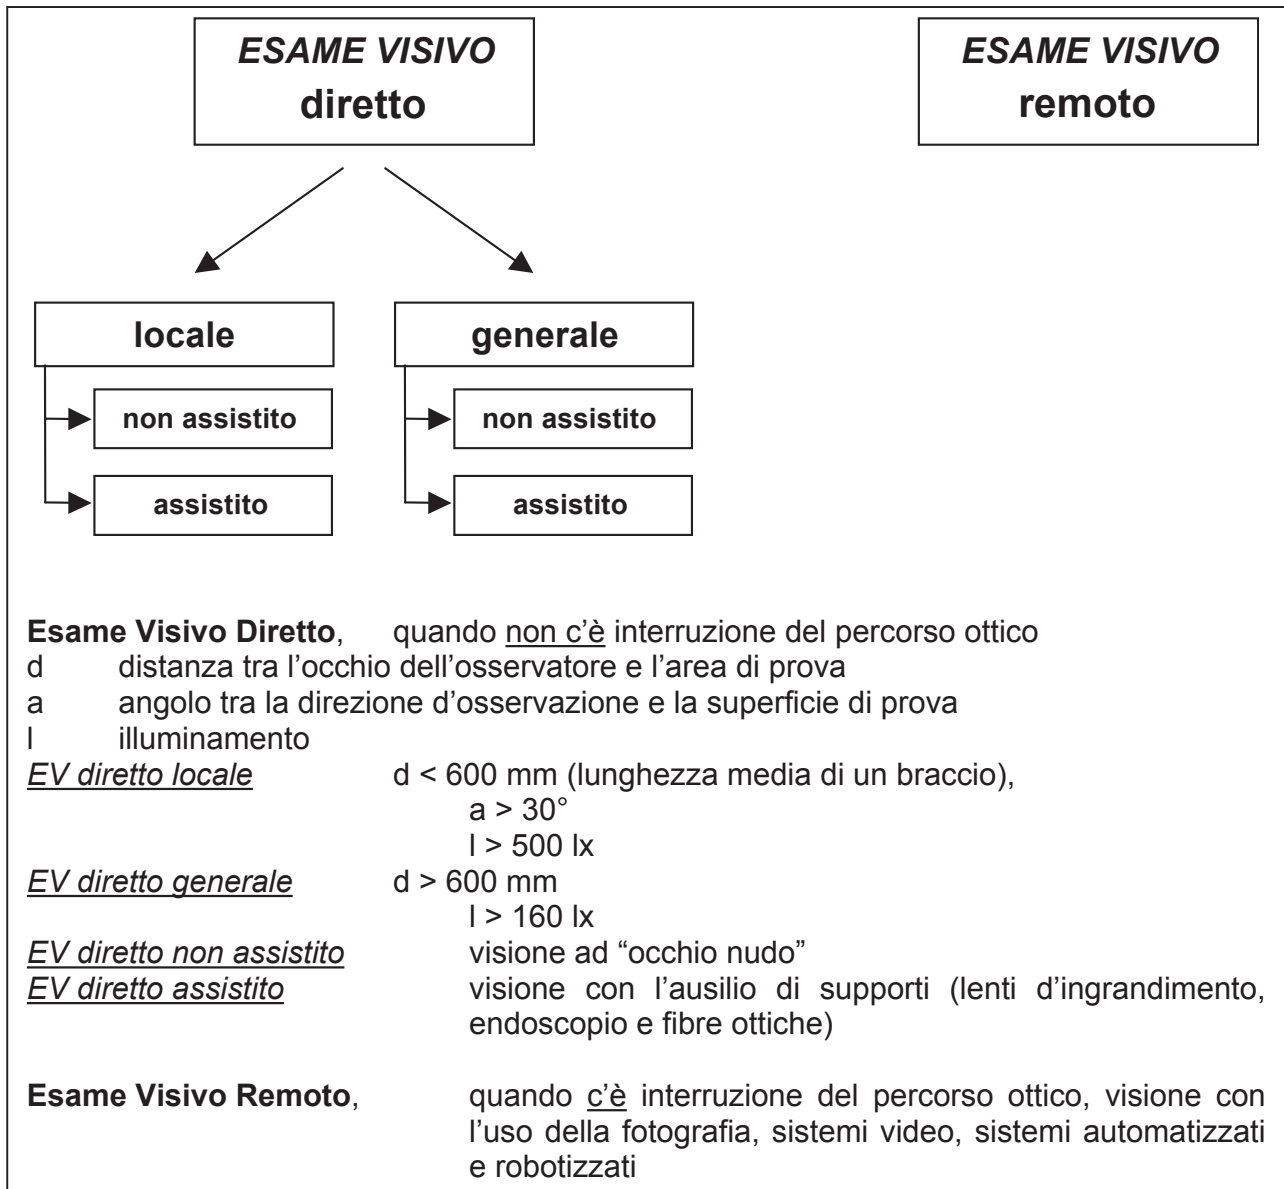 ESAME VISIVO
diretto
ESAME VISIVO
remoto
locale
generale
non assistito
non assistito
assistito
assistito
Esame Visivo Diretto, quando non c’è interruzione del percorso ottico
d distanza tra l’occhio dell’osservatore e l’area di prova
a angolo tra la direzione d’osservazione e la superficie di prova
l illuminamento
EV diretto locale d < 600 mm (lunghezza media di un braccio),
a > 30°
l > 500 lx
EV diretto generale d > 600 mm
l > 160 lx
EV diretto non assistito visione ad “occhio nudo”
EV diretto assistito visione con l’ausilio di supporti (lenti d’ingrandimento,
endoscopio e fibre ottiche)
Esame Visivo Remoto, quando c’è interruzione del percorso ottico, visione con
l’uso della fotografia, sistemi video, sistemi automatizzati
e robotizzati